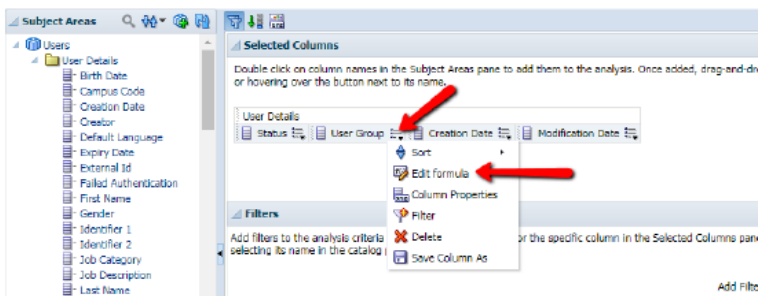 Subject Areas
Users
User Details
Birth Date
Campus Code
Creation Date
Creator
Default Language
Expiry Date
External Id
Failed Authentication
First Name
Gender
Identifier 1
Identifier 2
Job Category
Job Description
Last Name
Selected Columns
Double click on column names in the Subject Areas pane to add them to the analysis. Once added, drag-and-dr
or hovering over the button next to its name.
User Details
Status User Group Creation Date Modification Date
Sort
Edit formula
Column Properties
Filter
Delete
Save Column As
Filters
Add filters to the analysis criteria or the specific column in the Selected Columns pane
selecting its name in the catalog
Add Filte